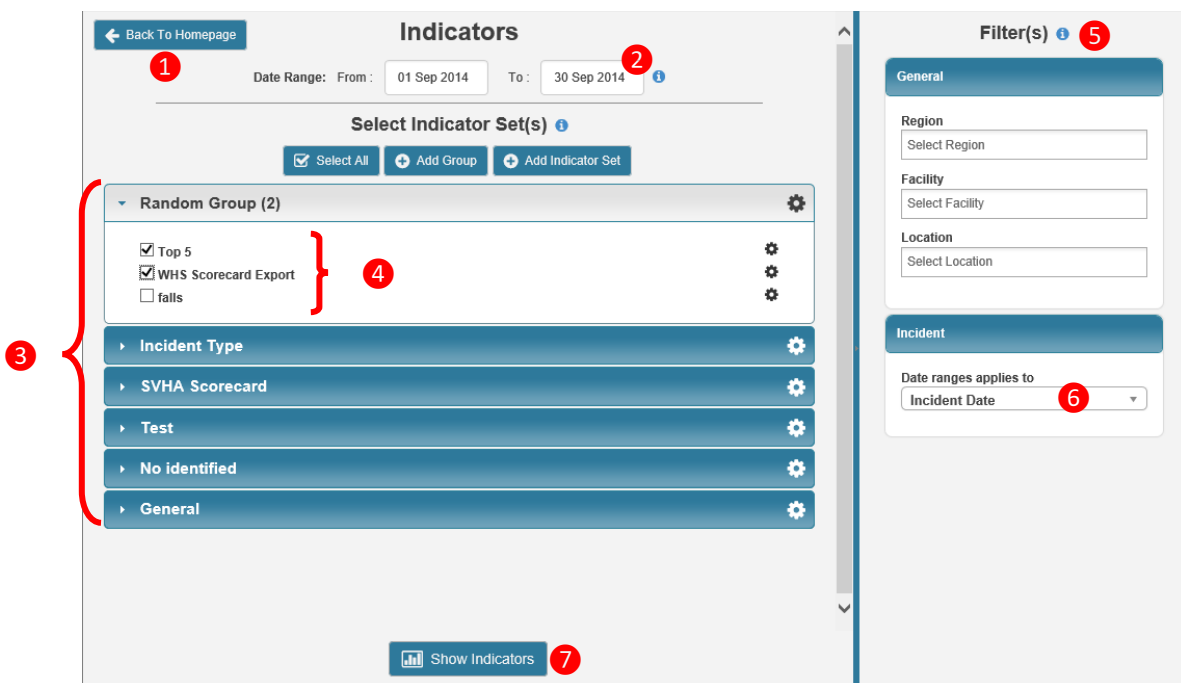 Back To Homepage
Indicators
1
2
Date Range: From : 01 Sep 2014 To : 30 Sep 2014
Select Indicator Set(s)
Select All Add Group Add Indicator Set
3
Random Group (2)
Top 5
WHS Scorecard Export
falls
4
Incident Type
SVHA Scorecard
Test
No identified
General
Show Indicators 7
Filter(s) 5
General
Region
Select Region
Facility
Select Facility
Location
Select Location
Incident
Date ranges applies to
Incident Date 6